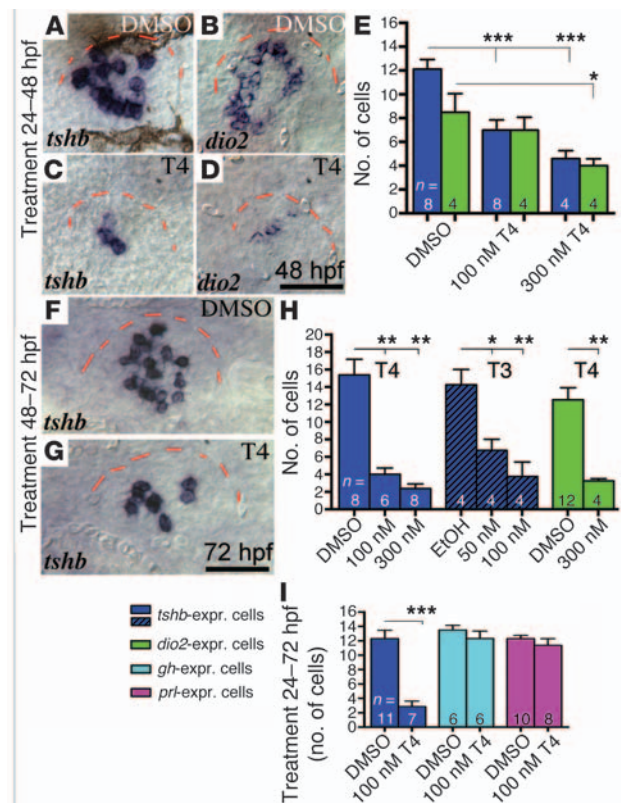 Treatment 24–48 hpf
A
DMSO
tshb
B
DMSO
dio2
C
T4
tshb
D
T4
dio2
48 hpf
E
No. of cells
16
14
12
10
8
6
4
2
0
***
***
*
n =
8
4
8
4
4
4
DMSO
100 nM T4
300 nM T4
Treatment 48–72 hpf
F
DMSO
tshb
G
T4
tshb
72 hpf
H
No. of cells
20
18
16
14
12
10
8
6
4
2
0
**
**
T4
*
**
T3
**
T4
n =
8
6
8
4
4
4
12
4
DMSO
100 nM
300 nM
EtOH
50 nM
100 nM
DMSO
300 nM
tshb-expr. cells
dio2-expr. cells
gh-expr. cells
prl-expr. cells
I
Treatment 24–72 hpf
(no. of cells)
16
14
12
10
8
6
4
2
0
***
n =
11
7
6
6
10
8
DMSO
100 nM T4
DMSO
100 nM T4
DMSO
100 nM T4